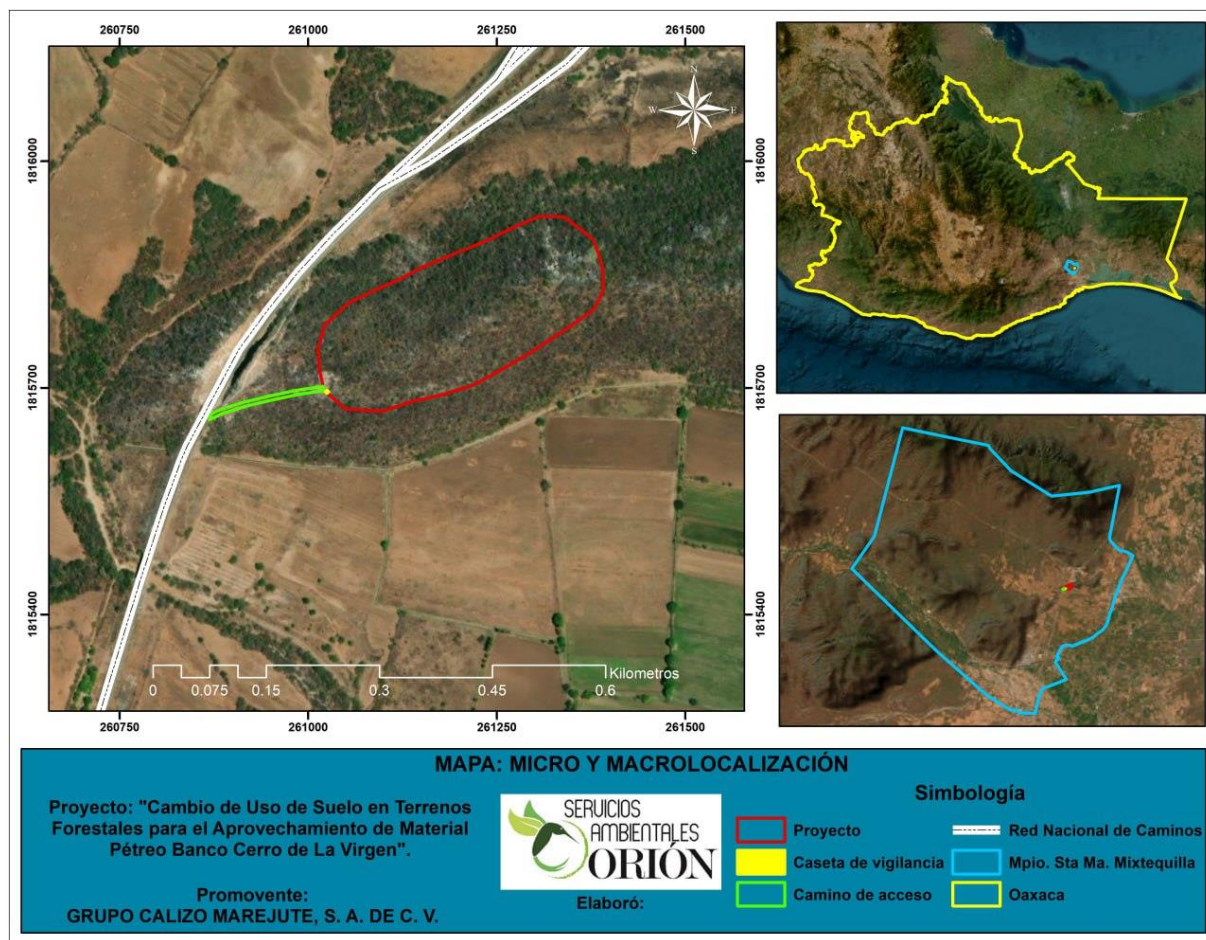 260750 261000 261250 261500
N
W E
S
1816000 1816000
1815700 1815700
1815400 1815400
Kilometros
0 0.075 0.15 0.3 0.45 0.6
260750 261000 261250 261500
MAPA: MICRO Y MACROLOCALIZACIÓN
Proyecto: "Cambio de Uso de Suelo en Terrenos
Forestales para el Aprovechamiento de Material
Pétreo Banco Cerro de La Virgen".
Promovente:
GRUPO CALIZO MAREJUTE, S. A. DE C. V.
SERVICIOS
AMBIENTALES
ORIÓN
Elaboró:
Simbología
Proyecto
Caseta de vigilancia
Camino de acceso
Red Nacional de Caminos
Mpio. Sta Ma. Mixtequilla
Oaxaca